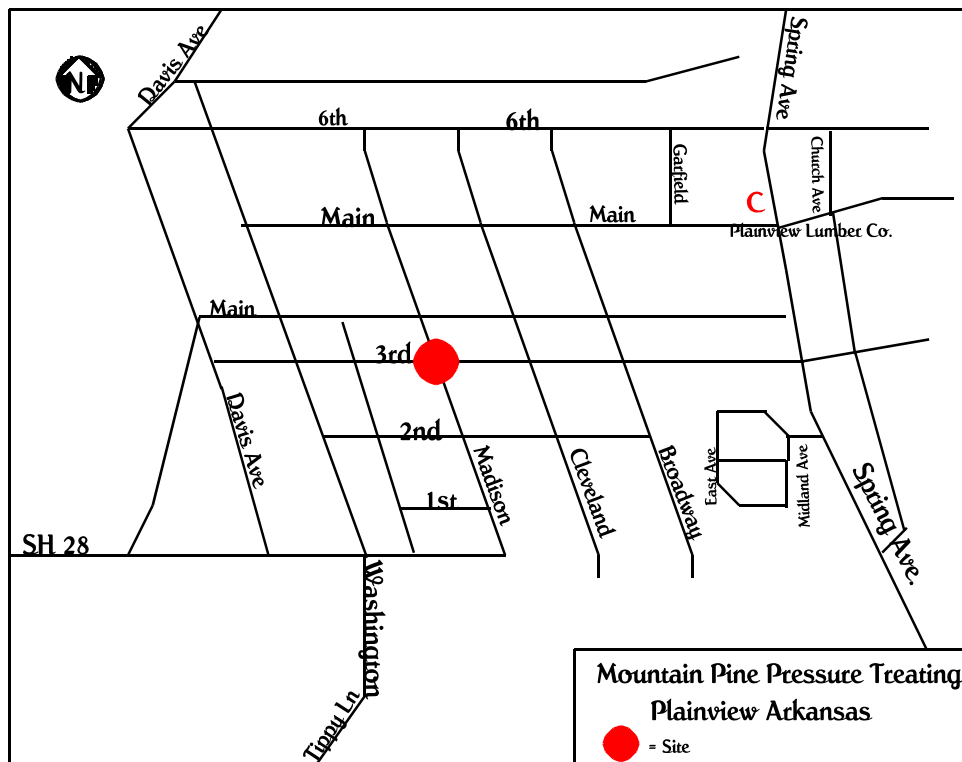 Davis Ave
Spring Ave
N
6th
6th
Garfield
Church Ave
C
Main
Main
Plainview Lumber Co.
Main
3rd
Davis Ave
2nd
Madison
Cleveland
Broadway
East Ave
Midland Ave
Spring Ave.
1st
SH 28
Washington
Tippy Ln
Mountain Pine Pressure Treating
Plainview Arkansas
= Site